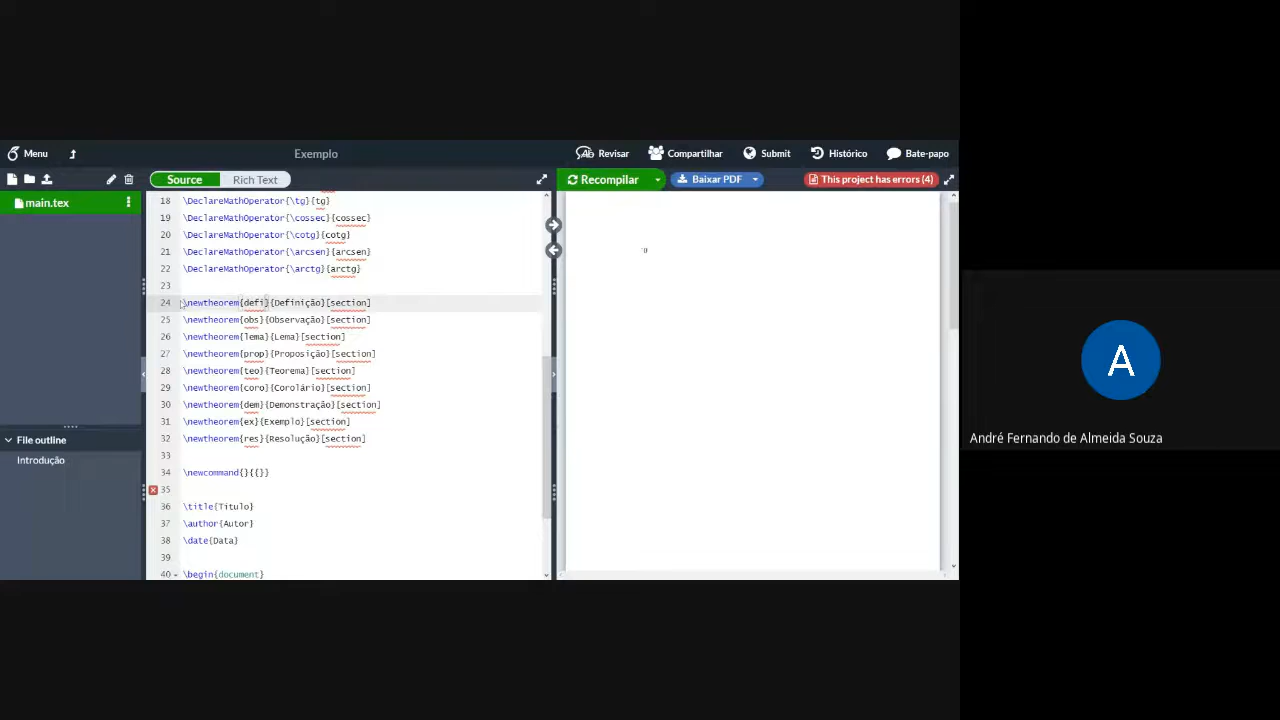 Menu
Exemplo
Revisar
Compartilhar
Submit
Histórico
Bate-papo
Source
Rich Text
Recompilar
Baixar PDF
This project has errors (4)
main.tex
18 \DeclareMathOperator{\tg}{tg}
19 \DeclareMathOperator{\cossec}{cossec}
20 \DeclareMathOperator{\cotg}{cotg}
21 \DeclareMathOperator{\arcsen}{arcsen}
22 \DeclareMathOperator{\arctg}{arctg}
23
24 \newtheorem{defi}{Definição}[section]
25 \newtheorem{obs}{Observação}[section]
26 \newtheorem{lema}{Lema}[section]
27 \newtheorem{prop}{Proposição}[section]
28 \newtheorem{teo}{Teorema}[section]
29 \newtheorem{coro}{Corolário}[section]
30 \newtheorem{dem}{Demonstração}[section]
31 \newtheorem{ex}{Exemplo}[section]
32 \newtheorem{res}{Resolução}[section]
33
34 \newcommand{}{{}}
35
36 \title{Título}
37 \author{Autor}
38 \date{Data}
39
40 \begin{document}
File outline
Introdução
A
André Fernando de Almeida Souza